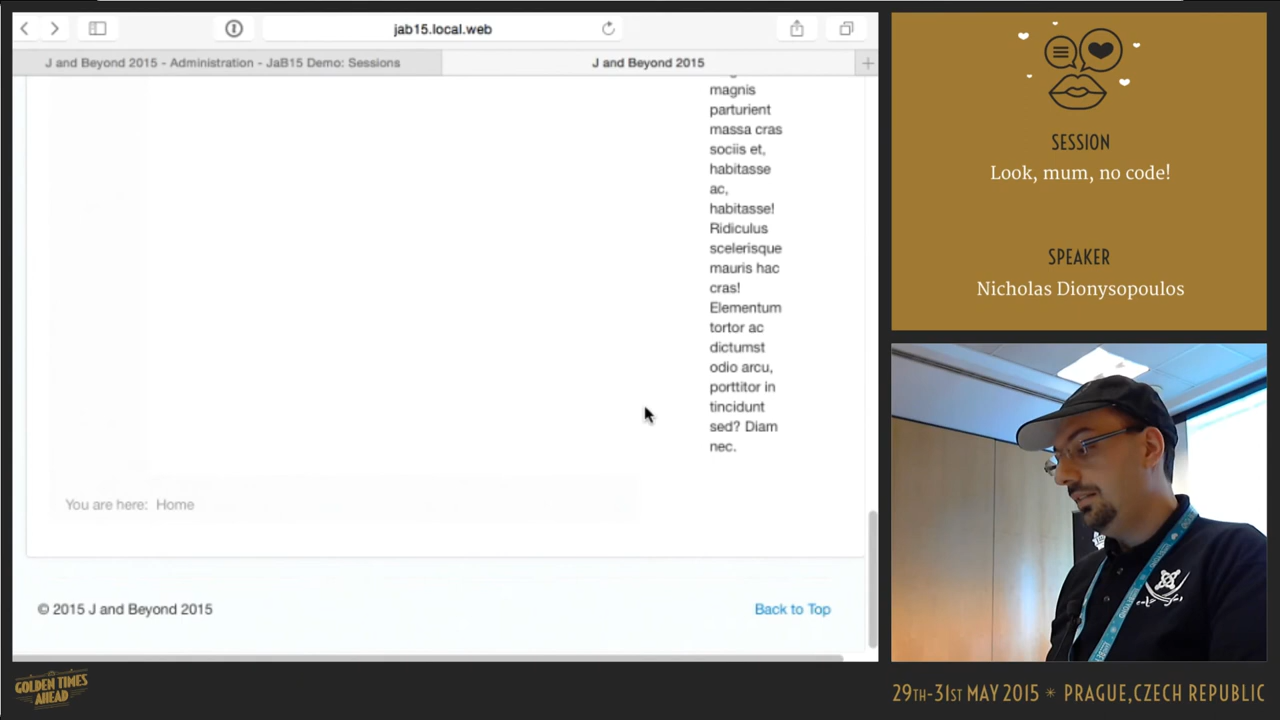 jab15.local.web
J and Beyond 2015 - Administration - JaB15 Demo: Sessions
J and Beyond 2015
magnis
parturient
massa cras
sociis et,
habitasse
ac,
habitasse!
Ridiculus
scelerisque
mauris hac
cras!
Elementum
tortor ac
dictumst
odio arcu,
porttitor in
tincidunt
sed? Diam
nec.
You are here: Home
© 2015 J and Beyond 2015
Back to Top
SESSION
Look, mum, no code!
SPEAKER
Nicholas Dionysopoulos
GOLDEN TIMES
AHEAD
29TH-31ST MAY 2015 * PRAGUE, CZECH REPUBLIC